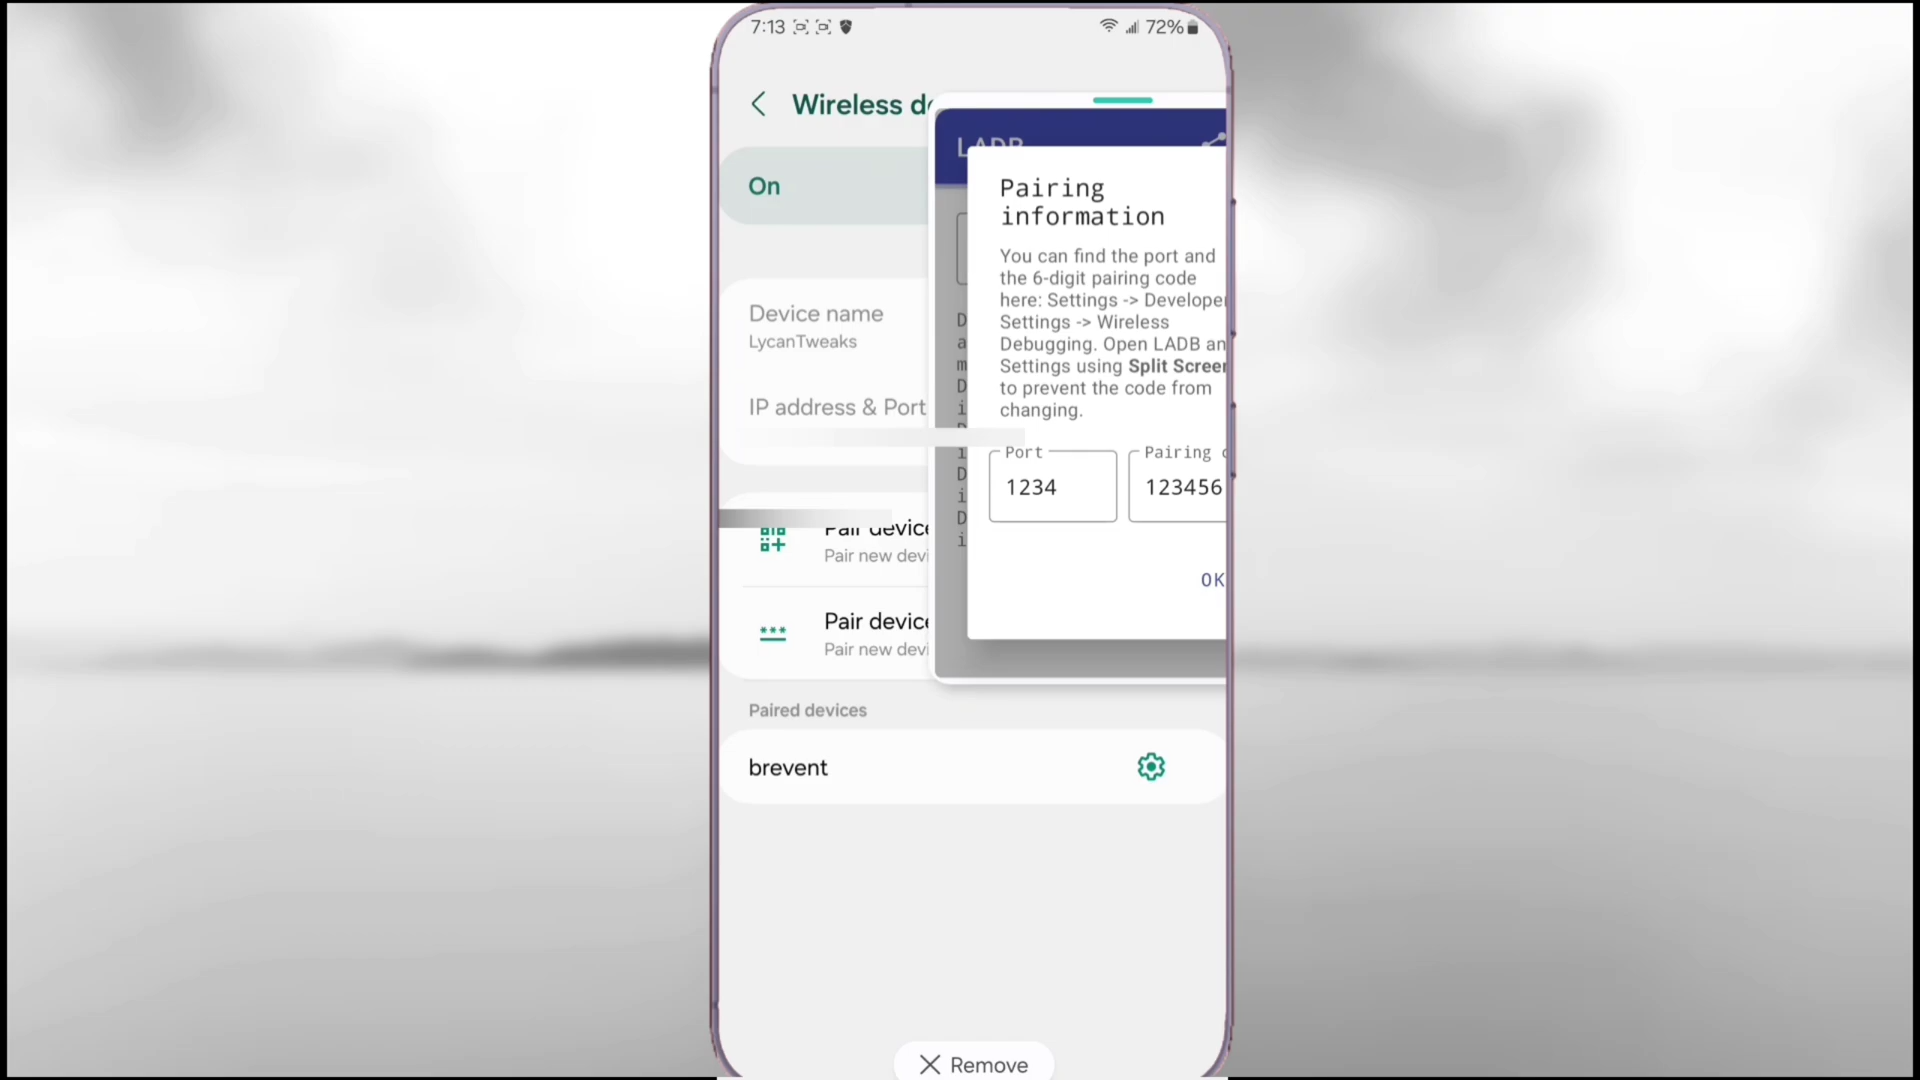 7:13
72%
Wireless de
On
Device name
LycanTweaks
IP address & Port
Pair device
Pair new devi
Pair device
Pair new devi
Paired devices
brevent
Remove
LADB
Pairing
information
You can find the port and
the 6-digit pairing code
here: Settings -> Developer
Settings -> Wireless
Debugging. Open LADB an
Settings using Split Screen
to prevent the code from
changing.
Port
1234
Pairing c
123456
OK